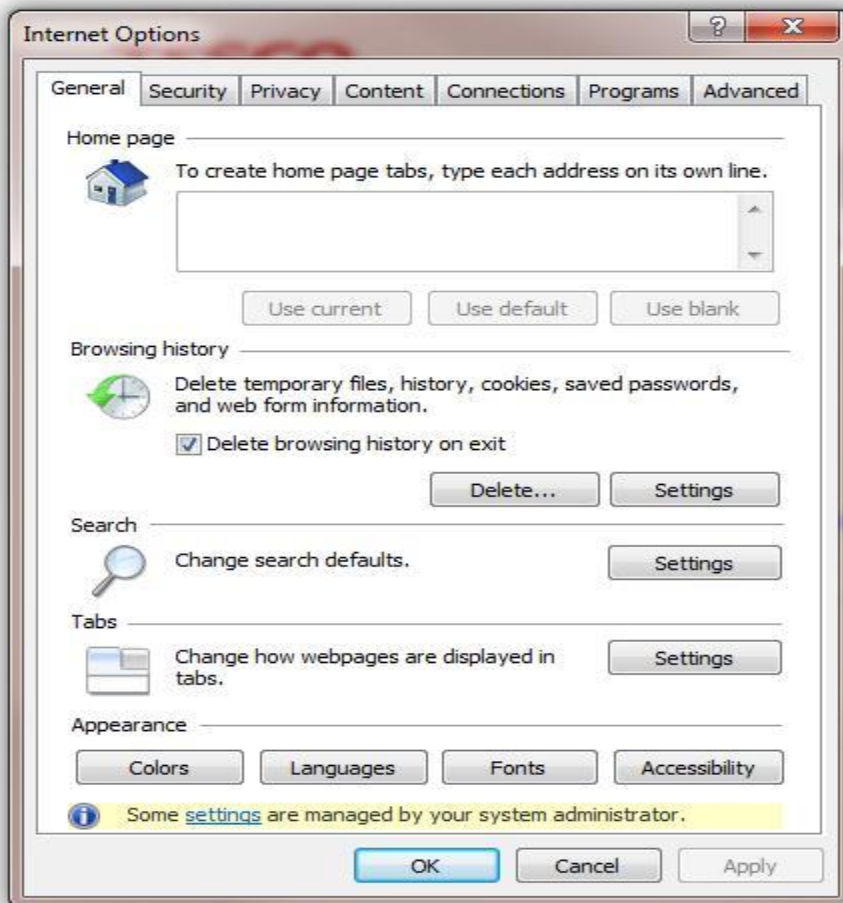 Internet Options
General Security Privacy Content Connections Programs Advanced
Home page
To create home page tabs, type each address on its own line.
Use current Use default Use blank
Browsing history
Delete temporary files, history, cookies, saved passwords,
and web form information.
Delete browsing history on exit
Delete... Settings
Search
Change search defaults.
Settings
Tabs
Change how webpages are displayed in
tabs.
Settings
Appearance
Colors Languages Fonts Accessibility
Some settings are managed by your system administrator.
OK Cancel Apply